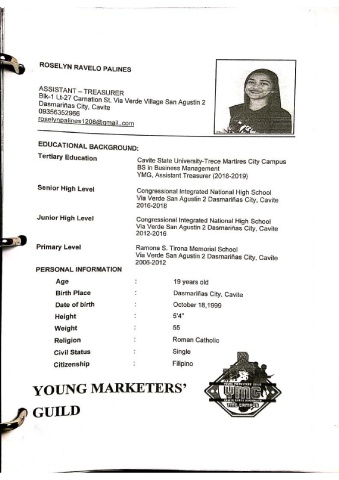 ROSELYN RAVELO PALINES
ASSISTANT – TREASURER
Blk-1 Lt-27 Carnation St, Via Verde Village San Agustin 2
Dasmariñas City, Cavite
09356352966
roselynpalines1208@gmail.com
EDUCATIONAL BACKGROUND:
Tertiary Education
Cavite State University-Trece Martires City Campus
BS in Business Management
YMG, Assistant Treasurer (2018-2019)
Senior High Level
Congressional Integrated National High School
Via Verde San Agustin 2 Dasmariñas City, Cavite
2016-2018
Junior High Level
Congressional Integrated National High School
Via Verde San Agustin 2 Dasmariñas City, Cavite
2012-2016
Primary Level
Ramona S. Tirona Memorial School
Via Verde San Agustin 2 Dasmariñas City, Cavite
2006-2012
PERSONAL INFORMATION
Age : 19 years old
Birth Place : Dasmariñas City, Cavite
Date of birth : October 18,1999
Height : 5'4"
Weight : 55
Religion : Roman Catholic
Civil Status : Single
Citizenship : Filipino
YOUNG MARKETERS'
GUILD
YOUNG MARKETERS GUILD
YMG